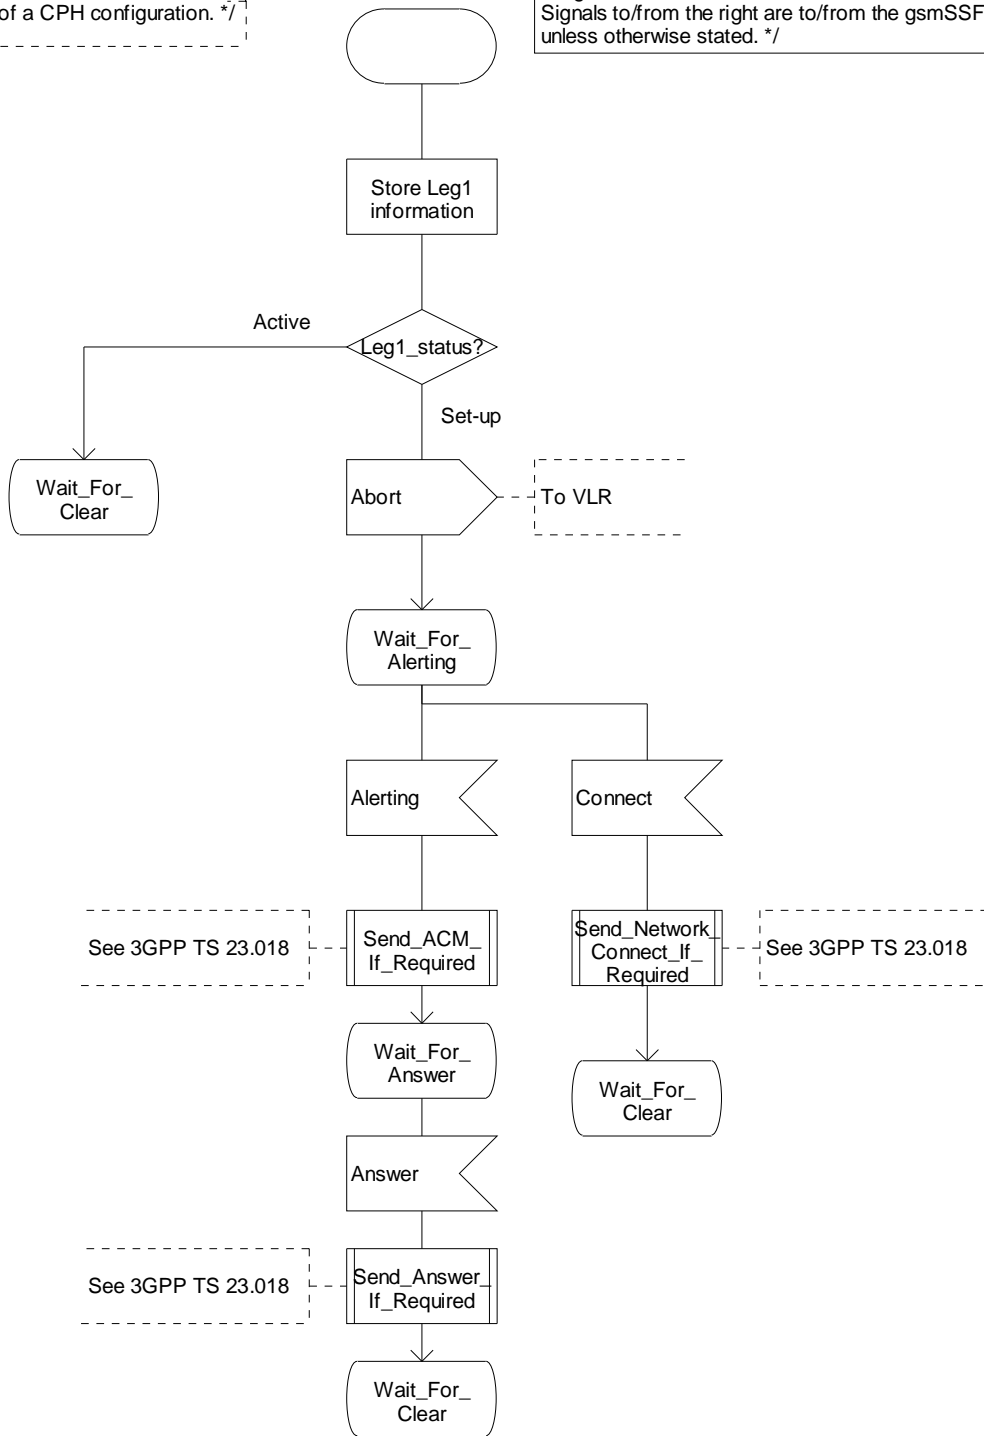 of a CPH configuration. */
Signals to/from the right are to/from the gsmSSF
unless otherwise stated. */
Store Leg1
information
Active
Leg1_status?
Set-up
Wait_For_
Clear
Abort
To VLR
Wait_For_
Alerting
Alerting
Connect
See 3GPP TS 23.018
Send_ACM_
If_Required
Send_Network_
Connect_If_
Required
See 3GPP TS 23.018
Wait_For_
Answer
Wait_For_
Clear
Answer
See 3GPP TS 23.018
Send_Answer_
If_Required
Wait_For_
Clear